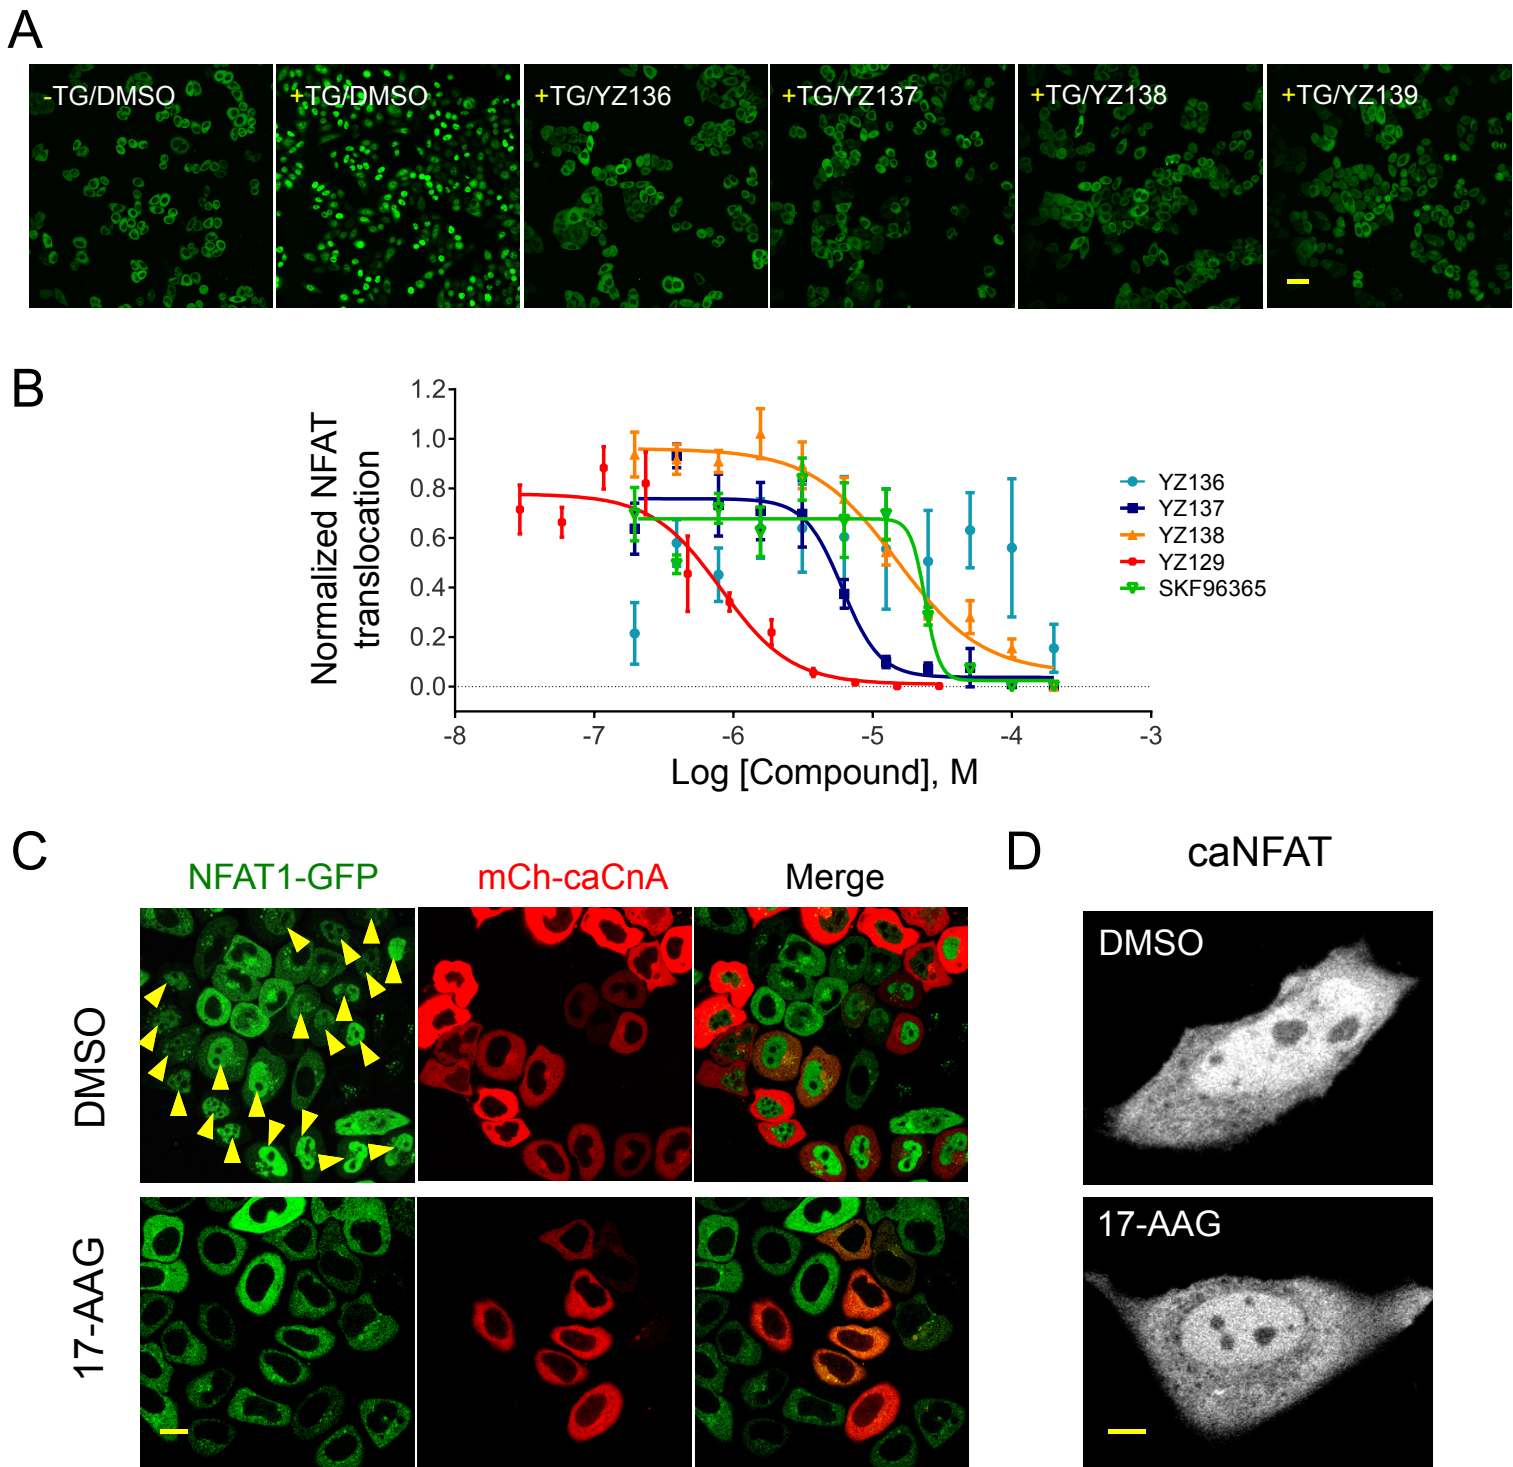 A
-TG/DMSO
+TG/DMSO
+TG/YZ136
+TG/YZ137
+TG/YZ138
+TG/YZ139
B
Normalized NFAT
translocation
1.2
1.0
0.8
0.6
0.4
0.2
0.0
-8
-7
-6
-5
-4
-3
Log [Compound], M
YZ136
YZ137
YZ138
YZ129
SKF96365
C
NFAT1-GFP
mCh-caCnA
Merge
DMSO
17-AAG
D
caNFAT
DMSO
17-AAG